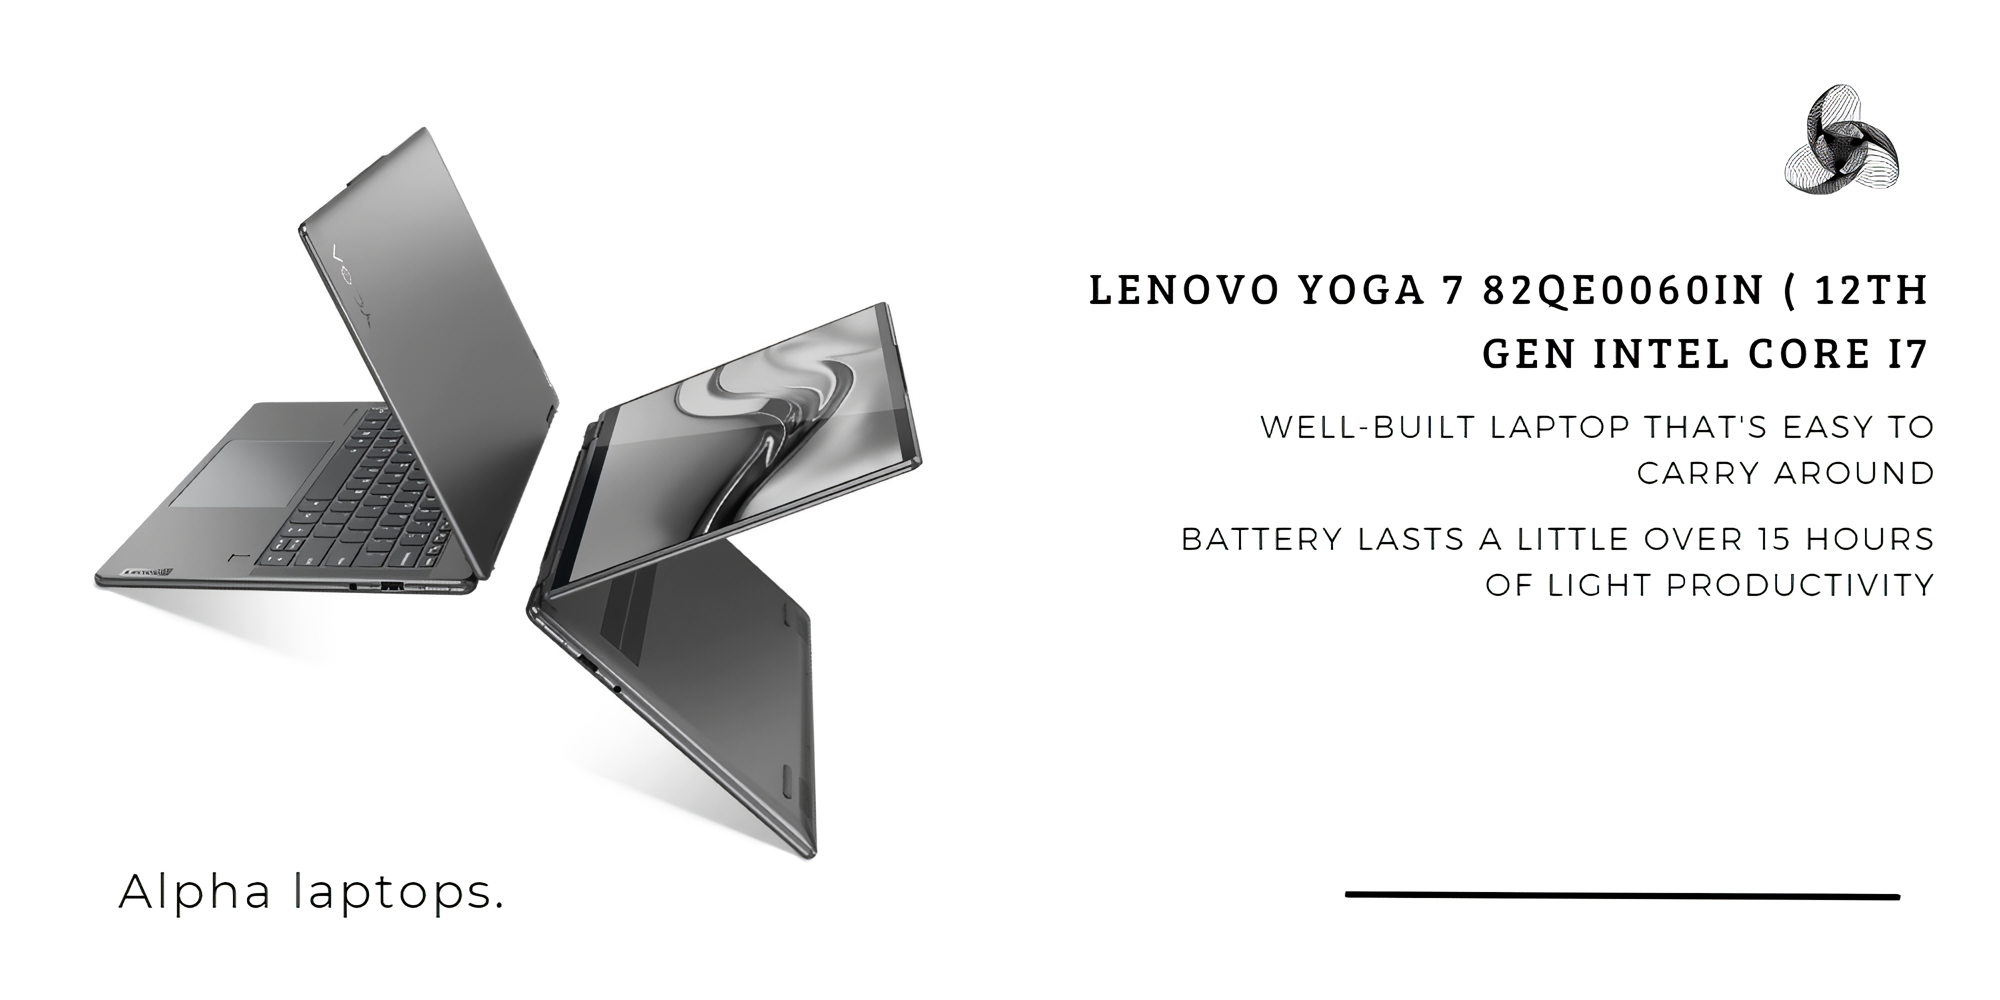 LENOVO YOGA 7 82QE0060IN ( 12TH
GEN INTEL CORE I7
WELL-BUILT LAPTOP THAT'S EASY TO
CARRY AROUND
BATTERY LASTS A LITTLE OVER 15 HOURS
OF LIGHT PRODUCTIVITY
Alpha laptops.